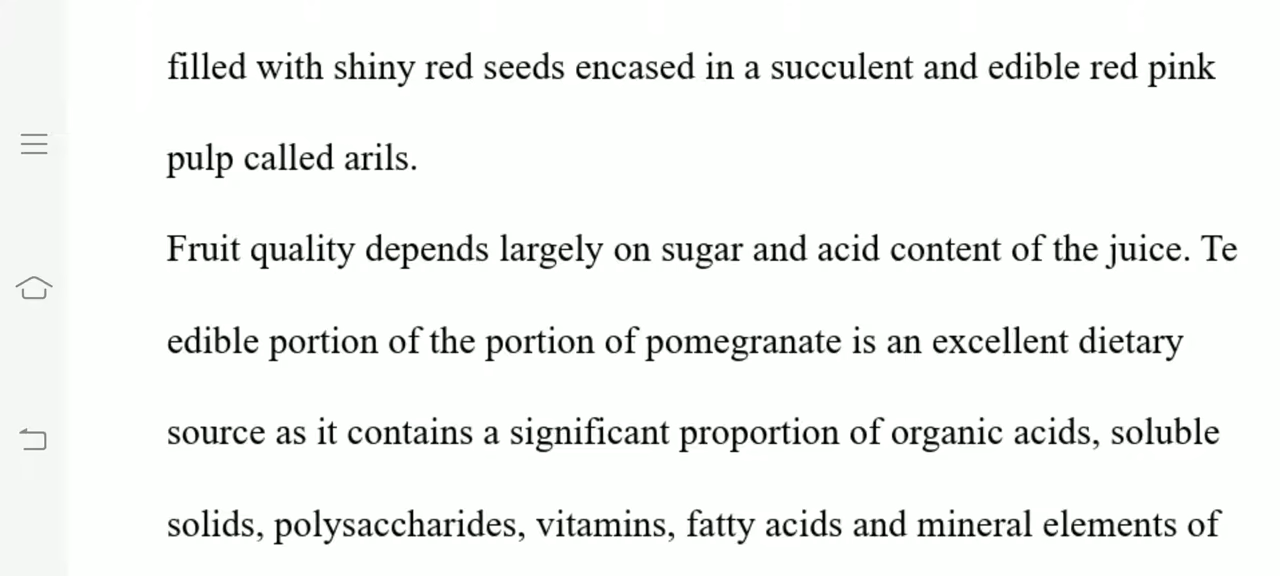 filled with shiny red seeds encased in a succulent and edible red pink
pulp called arils.
Fruit quality depends largely on sugar and acid content of the juice. Te
edible portion of the portion of pomegranate is an excellent dietary
source as it contains a significant proportion of organic acids, soluble
solids, polysaccharides, vitamins, fatty acids and mineral elements of